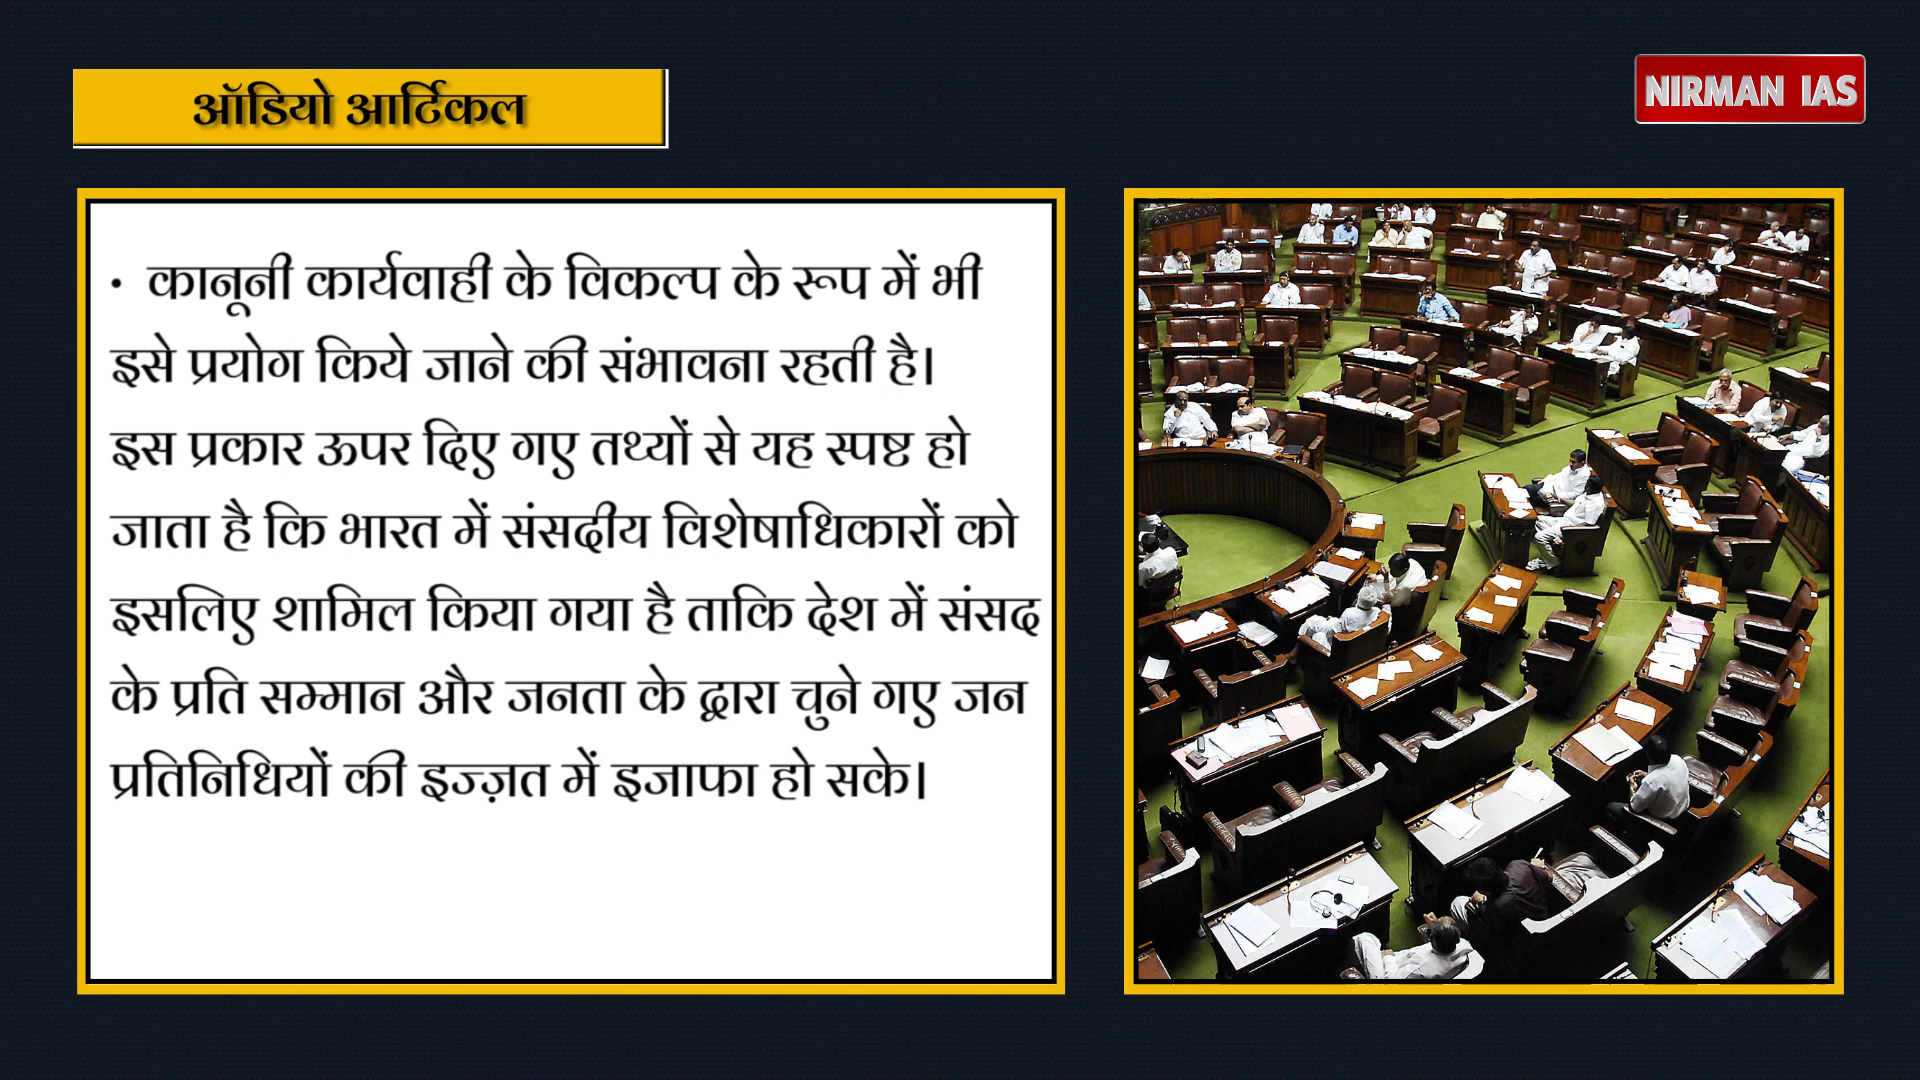 ऑडियो आर्टिकल
NIRMAN IAS
• कानूनी कार्यवाही के विकल्प के रूप में भी
इसे प्रयोग किये जाने की संभावना रहती है।
इस प्रकार ऊपर दिए गए तथ्यों से यह स्पष्ट हो
जाता है कि भारत में संसदीय विशेषाधिकारों को
इसलिए शामिल किया गया है ताकि देश में संसद
के प्रति सम्मान और जनता के द्वारा चुने गए जन
प्रतिनिधियों की इज्ज़त में इजाफा हो सके।